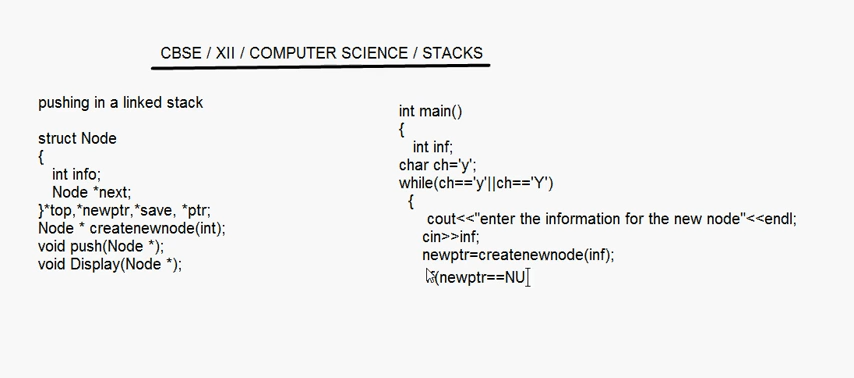 CBSE / XII / COMPUTER SCIENCE / STACKS
pushing in a linked stack
struct Node
{
int info;
Node *next;
}*top,*newptr,*save, *ptr;
Node * createnewnode(int);
void push(Node *);
void Display(Node *);
int main()
{
int inf;
char ch='y';
while(ch=='y'||ch=='Y')
{
cout<<"enter the information for the new node"<<endl;
cin>>inf;
newptr=createnewnode(inf);
(newptr==NU